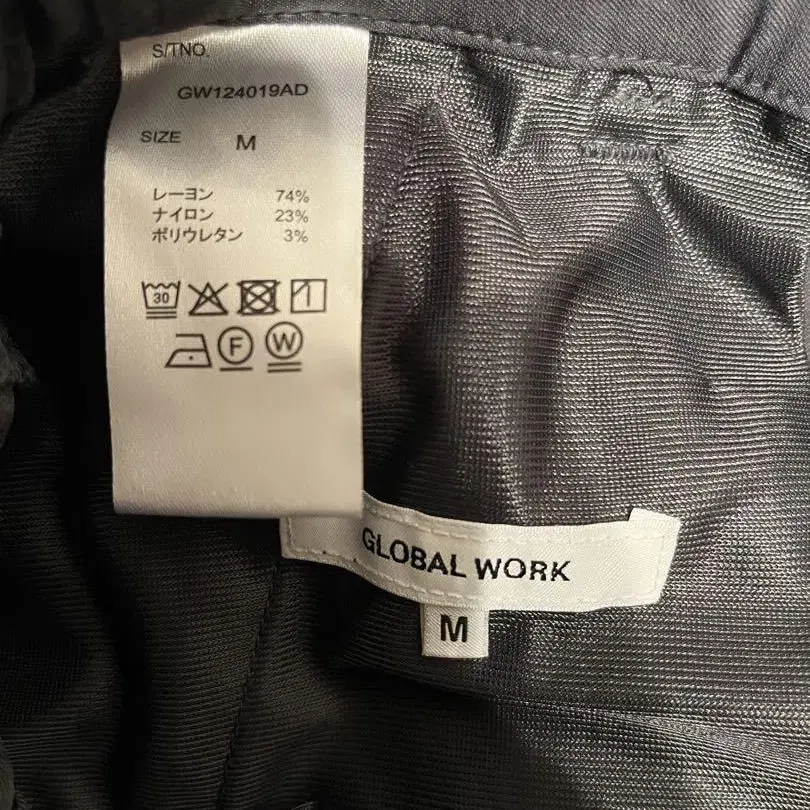 S/TNO.
GW124019AD
SIZE M
レーヨン 74%
ナイロン 23%
ポリウレタン 3%
30
F W
GLOBAL WORK
M